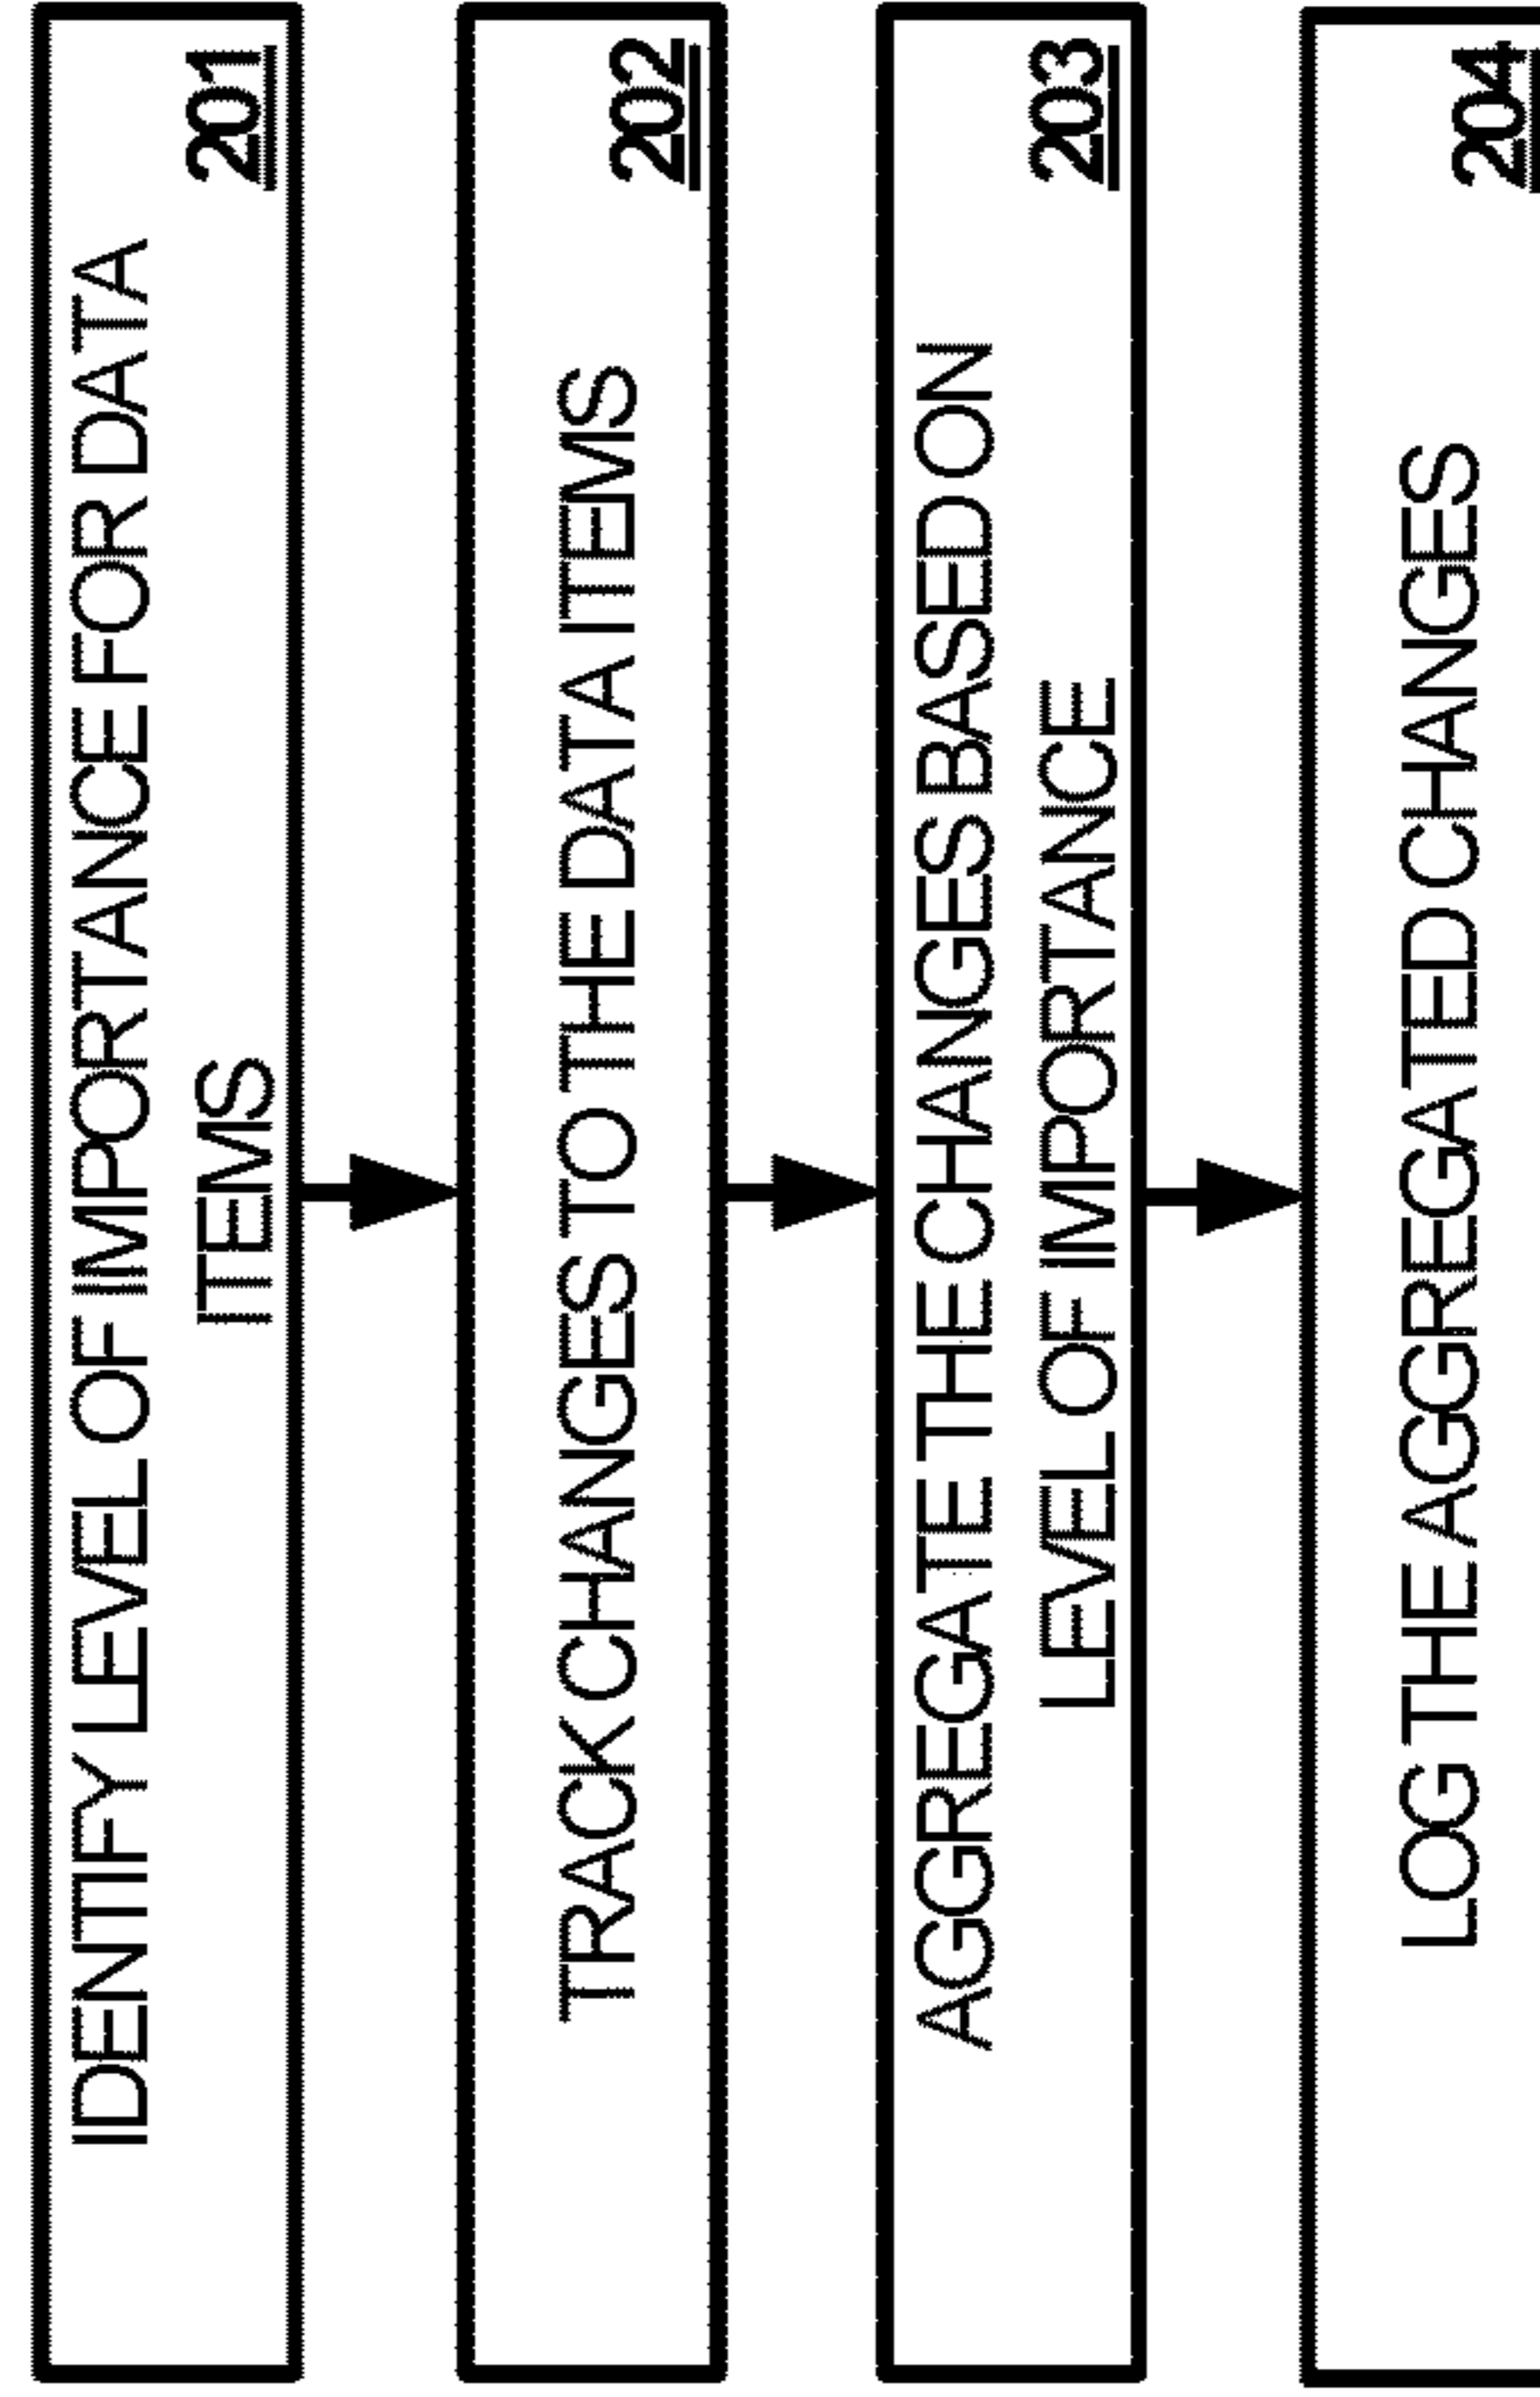 IDENTIFY LEVEL OF IMPORTANCE FOR DATA
ITEMS
201
TRACK CHANGES TO THE DATA ITEMS
202
AGGREGATE THE CHANGES BASED ON
LEVEL OF IMPORTANCE
203
LOG THE AGGREGATED CHANGES
204